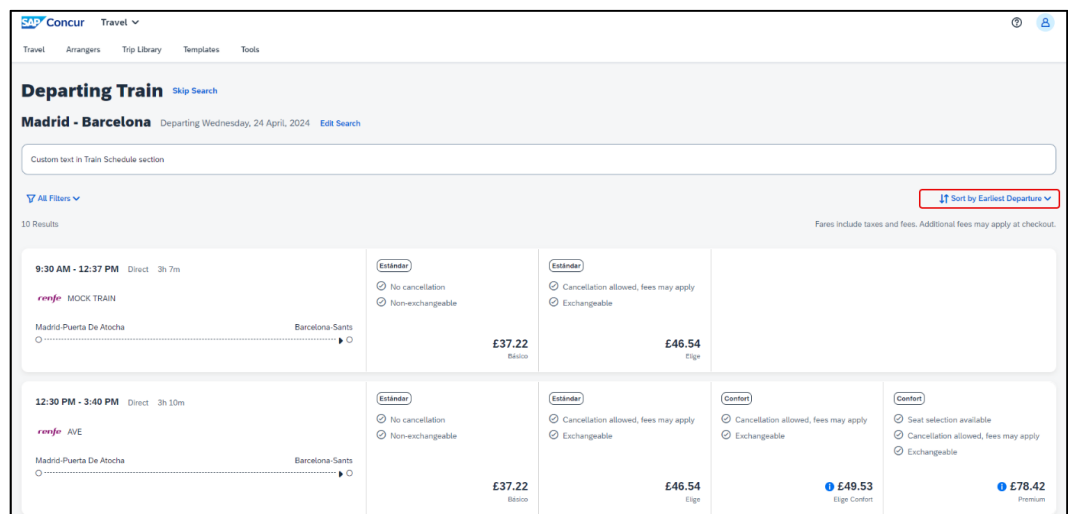 SAP Concur Travel
Travel Arrangers Trip Library Templates Tools
Departing Train Skip Search
Madrid - Barcelona Departing Wednesday, 24 April, 2024 Edit Search
Custom text in Train Schedule section
All Filters Sort by Earliest Departure
10 Results Fares include taxes and fees. Additional fees may apply at checkout.
9:30 AM - 12:37 PM Direct 3h 7m
renfe MOCK TRAIN
Madrid-Puerta De Atocha Barcelona-Sants
Estándar
No cancellation
Non-exchangeable
£37.22
Básico
Estándar
Cancellation allowed, fees may apply
Exchangeable
£46.54
Elige
12:30 PM - 3:40 PM Direct 3h 10m
renfe AVE
Madrid-Puerta De Atocha Barcelona-Sants
Estándar
No cancellation
Non-exchangeable
£37.22
Básico
Estándar
Cancellation allowed, fees may apply
Exchangeable
£46.54
Elige
Confort
Cancellation allowed, fees may apply
Exchangeable
£49.53
Elige Confort
Confort
Seat selection available
Cancellation allowed, fees may apply
Exchangeable
£78.42
Premium